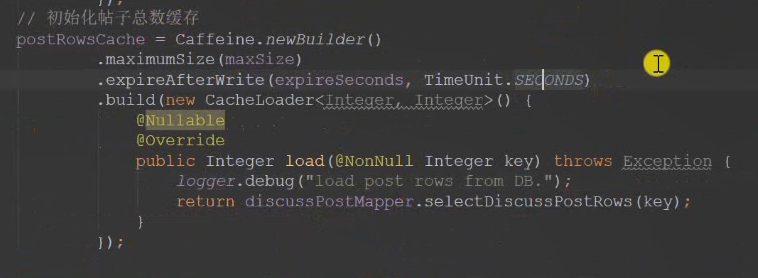 });
// 初始化帖子总数缓存
postRowsCache = Caffeine.newBuilder()
.maximumSize(maxSize)
.expireAfterWrite(expireSeconds, TimeUnit.SECONDS)
.build(new CacheLoader<Integer, Integer>() {
@Nullable
@Override
public Integer load(@NonNull Integer key) throws Exception {
logger.debug("load post rows from DB.");
return discussPostMapper.selectDiscussPostRows(key);
}
});